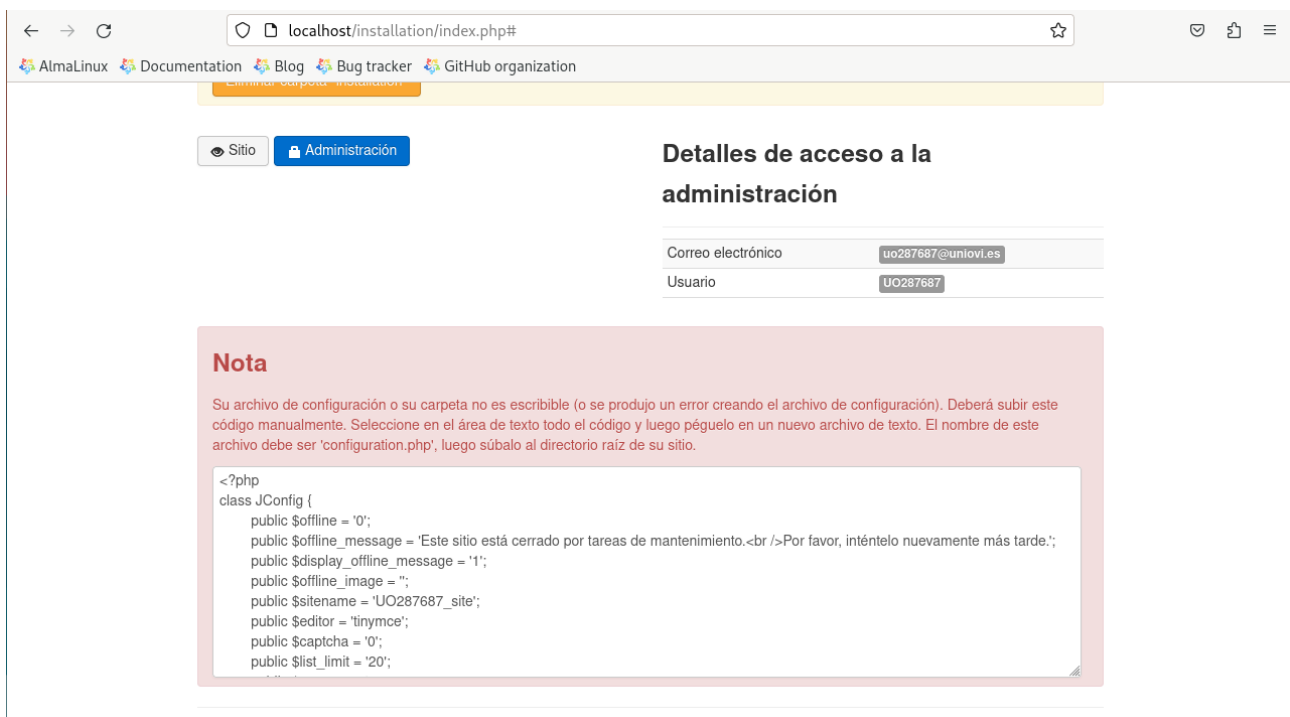 localhost/installation/index.php#
AlmaLinux Documentation Blog Bug tracker GitHub organization
Eliminar carpeta "installation"
Sitio Administración
Detalles de acceso a la
administración
Correo electrónico uo287687@uniovi.es
Usuario UO287687
Nota
Su archivo de configuración o su carpeta no es escribible (o se produjo un error creando el archivo de configuración). Deberá subir este
código manualmente. Seleccione en el área de texto todo el código y luego péguelo en un nuevo archivo de texto. El nombre de este
archivo debe ser 'configuration.php', luego súbalo al directorio raíz de su sitio.
<?php
class JConfig {
public $offline = '0';
public $offline_message = 'Este sitio está cerrado por tareas de mantenimiento.<br />Por favor, inténtelo nuevamente más tarde.';
public $display_offline_message = '1';
public $offline_image = '';
public $sitename = 'UO287687_site';
public $editor = 'tinymce';
public $captcha = '0';
public $list_limit = '20';